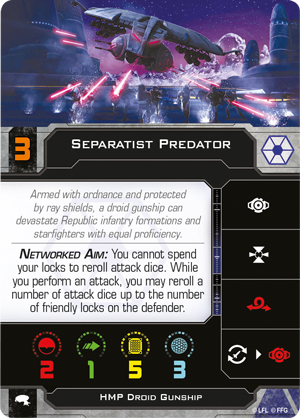 3
SEPARATIST PREDATOR
Armed with ordnance and protected
by ray shields, a droid gunship can
devastate Republic infantry formations and
starfighters with equal proficiency.
NETWORKED AIM: You cannot spend
your locks to reroll attack dice. While
you perform an attack, you may reroll a
number of attack dice up to the number
of friendly locks on the defender.
2 1 5 3
HMP DROID GUNSHIP
© LFL © FFG